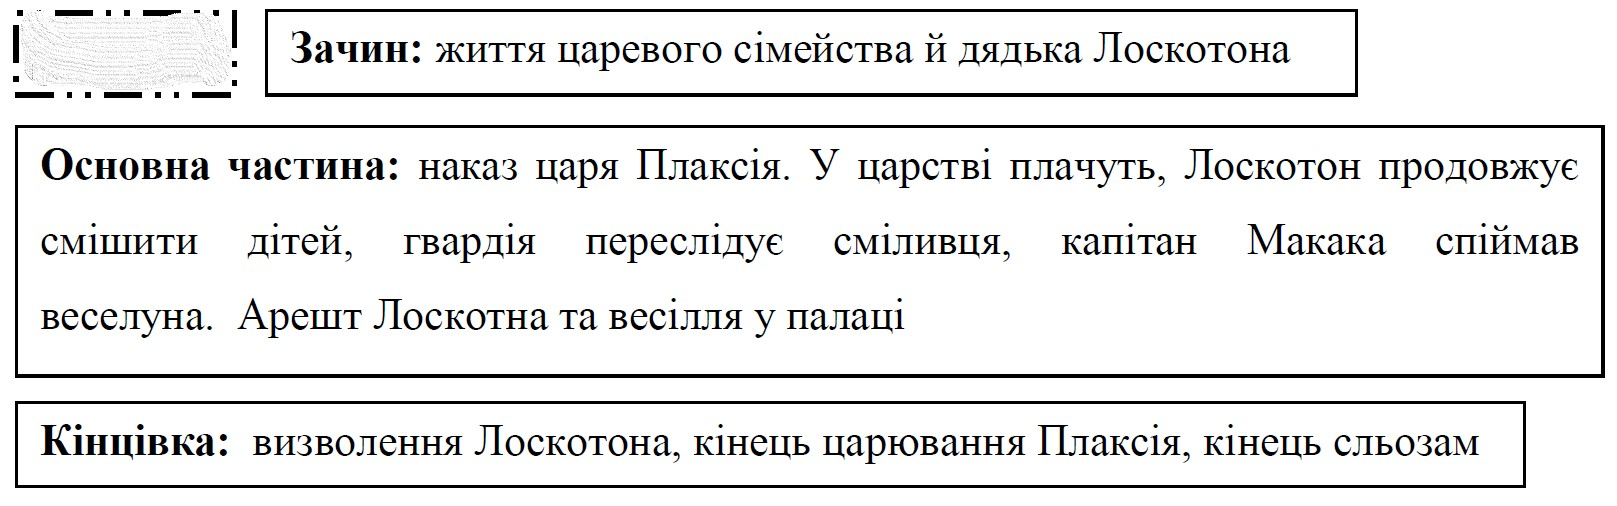 Зачин: життя царевого сімейства й дядька Лоскотона
Основна частина: наказ царя Плаксія. У царстві плачуть, Лоскотон продовжує
смішити дітей, гвардія переслідує сміливця, капітан Макака спіймав
веселуна. Арешт Лоскотна та весілля у палаці
Кінцівка: визволення Лоскотона, кінець царювання Плаксія, кінець сльозам